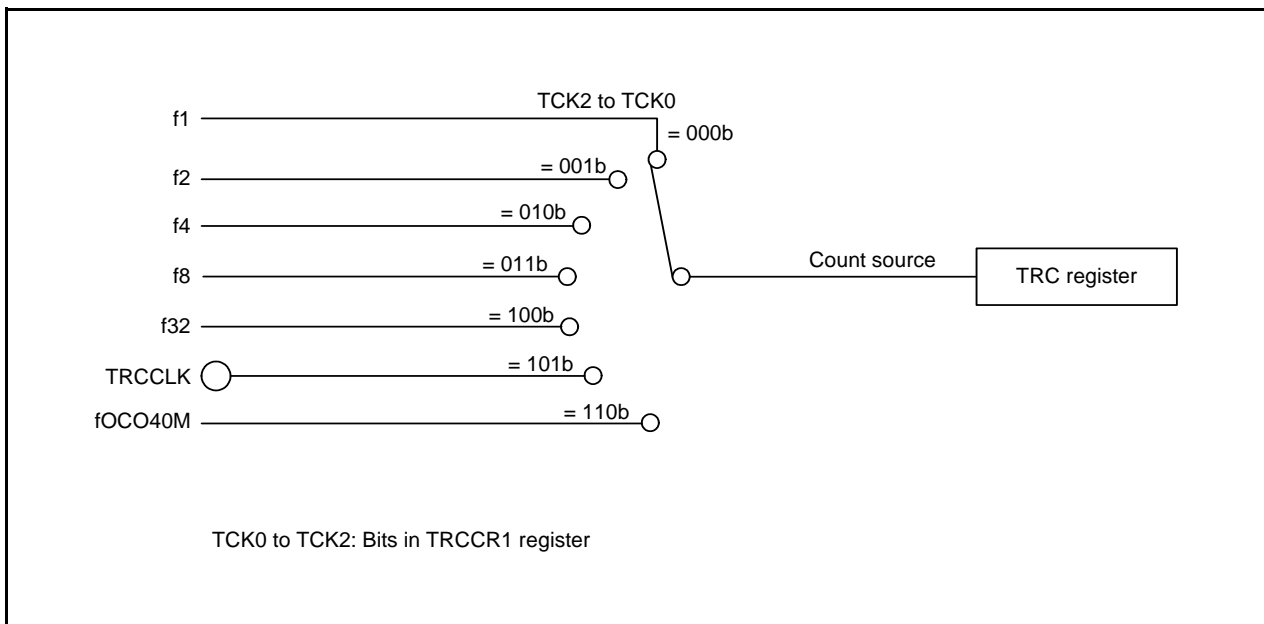 TCK2 to TCK0
f1
= 000b
f2
= 001b
f4
= 010b
f8
= 011b
Count source
TRC register
f32
= 100b
TRCCLK
= 101b
fOCO40M
= 110b
TCK0 to TCK2: Bits in TRCCR1 register